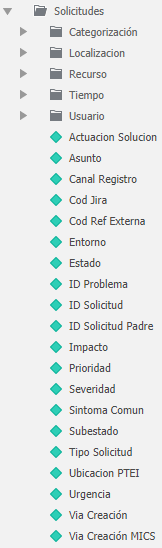 Solicitudes
Categorización
Localizacion
Recurso
Tiempo
Usuario
Actuacion Solucion
Asunto
Canal Registro
Cod Jira
Cod Ref Externa
Entorno
Estado
ID Problema
ID Solicitud
ID Solicitud Padre
Impacto
Prioridad
Severidad
Sintoma Comun
Subestado
Tipo Solicitud
Ubicacion PTEI
Urgencia
Via Creación
Via Creación MICS